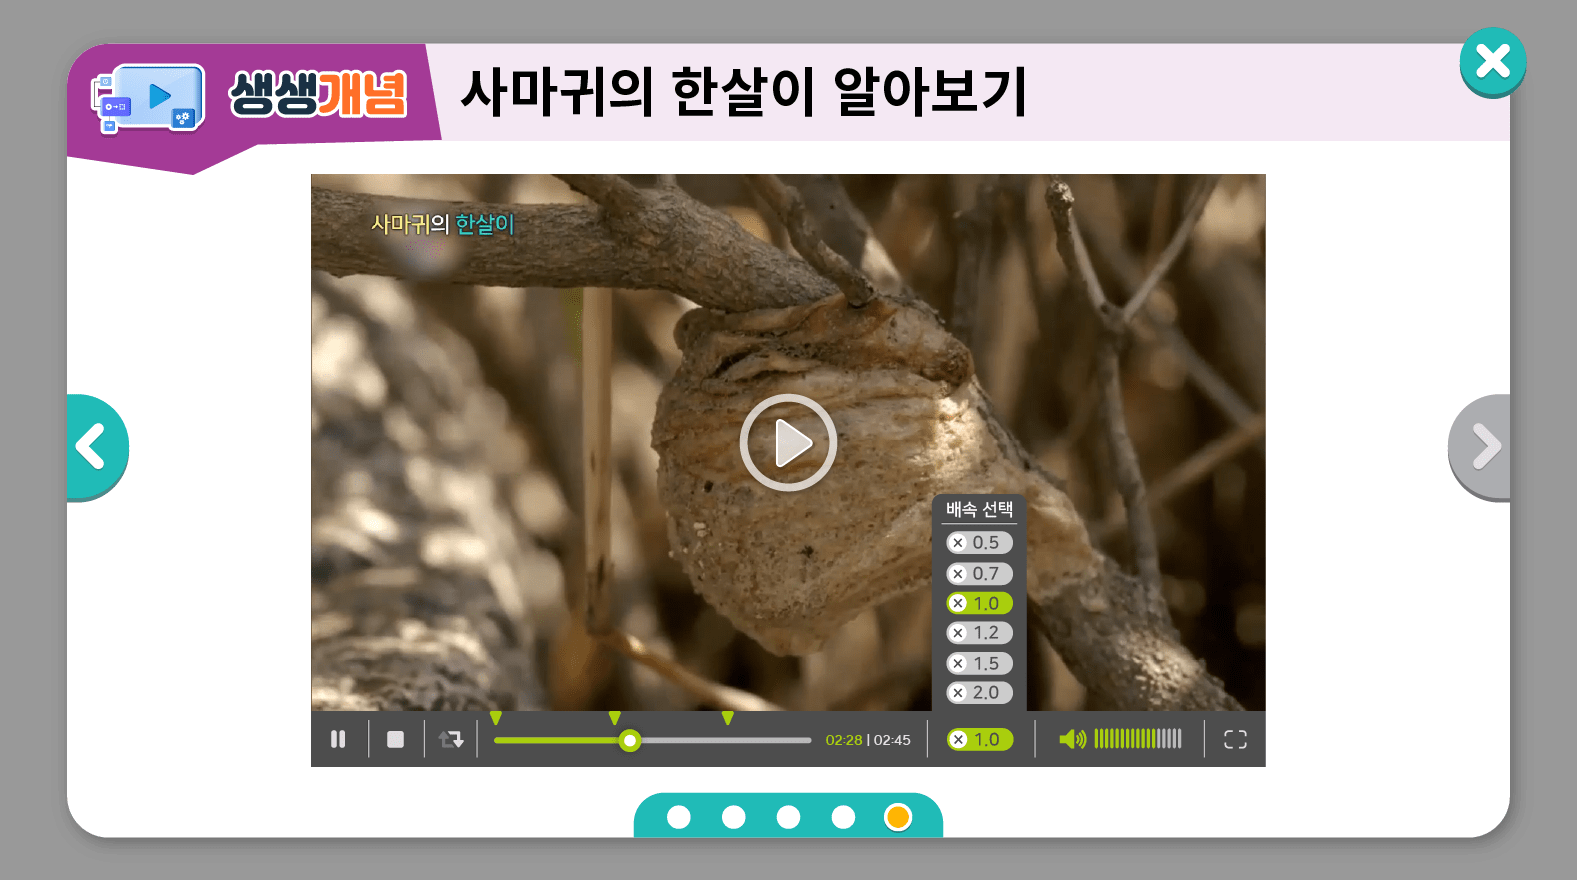 생생개념
사마귀의 한살이 알아보기
사마귀의 한살이
배속 선택
× 0.5
× 0.7
× 1.0
× 1.2
× 1.5
× 2.0
02:28 | 02:45
× 1.0